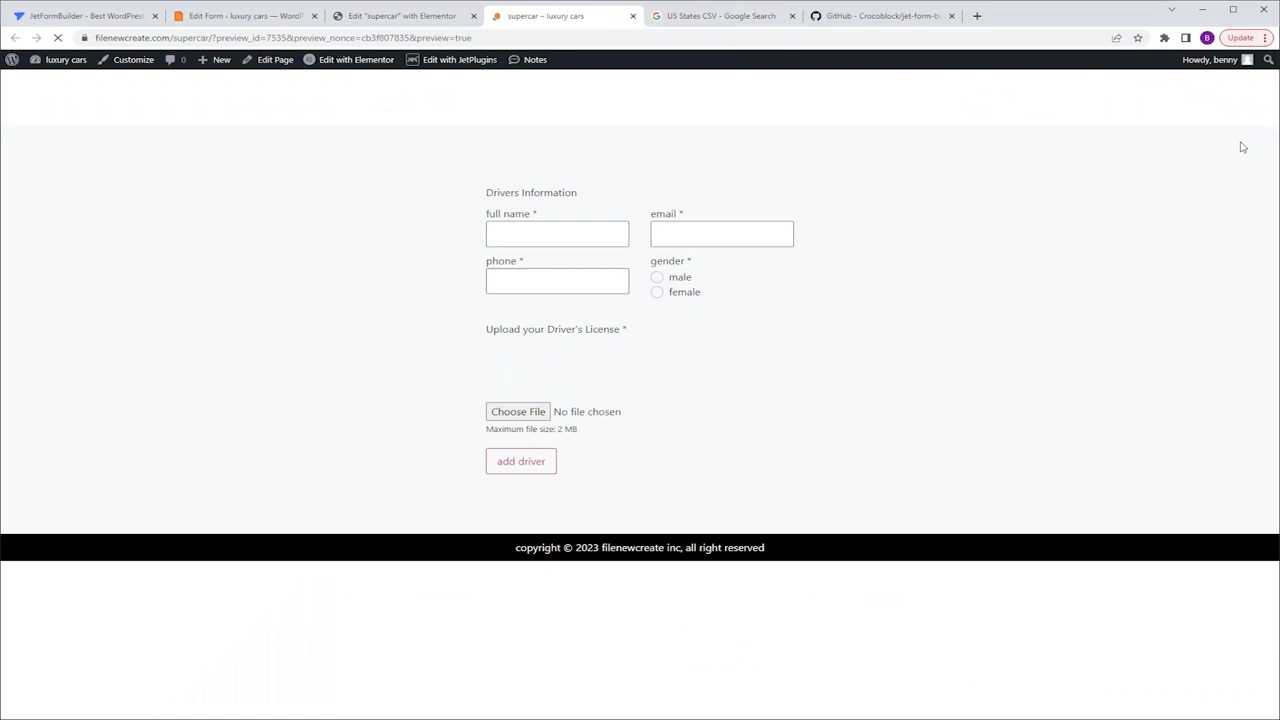 JetFormBuilder - Best WordPress
Edit Form ‹ luxury cars — WordP
Edit "supercar" with Elementor
supercar – luxury cars
US States CSV - Google Search
GitHub - Crocoblock/jet-form-b
filenewcreate.com/supercar/?preview_id=7535&preview_nonce=cb3f807835&preview=true
B
Update
luxury cars
Customize
0
New
Edit Page
Edit with Elementor
Edit with JetPlugins
Notes
Howdy, benny
Drivers Information
full name * email *
phone * gender *
male
female
Upload your Driver's License *
Choose File No file chosen
Maximum file size: 2 MB
add driver
copyright © 2023 filenewcreate inc, all right reserved